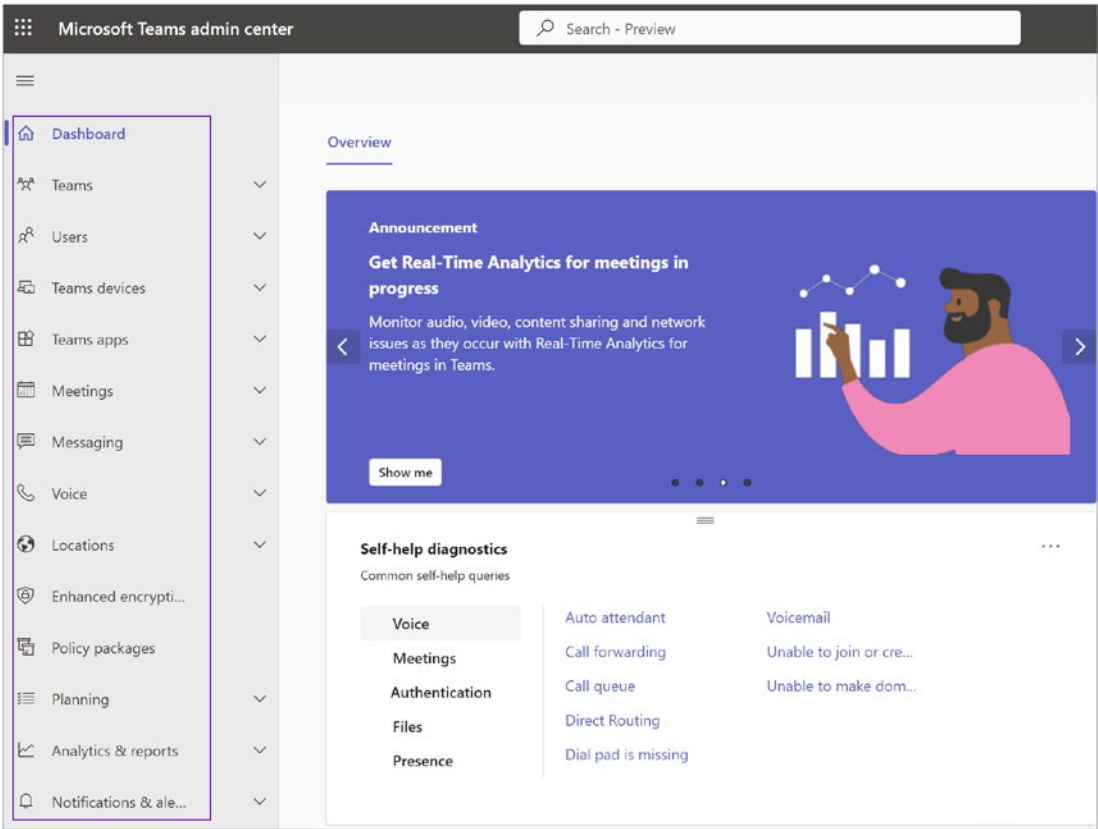 Microsoft Teams admin center
Search - Preview
Dashboard
Teams
Users
Teams devices
Teams apps
Meetings
Messaging
Voice
Locations
Enhanced encrypti...
Policy packages
Planning
Analytics & reports
Notifications & ale...
Overview
Announcement
Get Real-Time Analytics for meetings in
progress
Monitor audio, video, content sharing and network
issues as they occur with Real-Time Analytics for
meetings in Teams.
Show me
Self-help diagnostics
...
Common self-help queries
Voice
Meetings
Authentication
Files
Presence
Auto attendant
Call forwarding
Call queue
Direct Routing
Dial pad is missing
Voicemail
Unable to join or cre...
Unable to make dom...